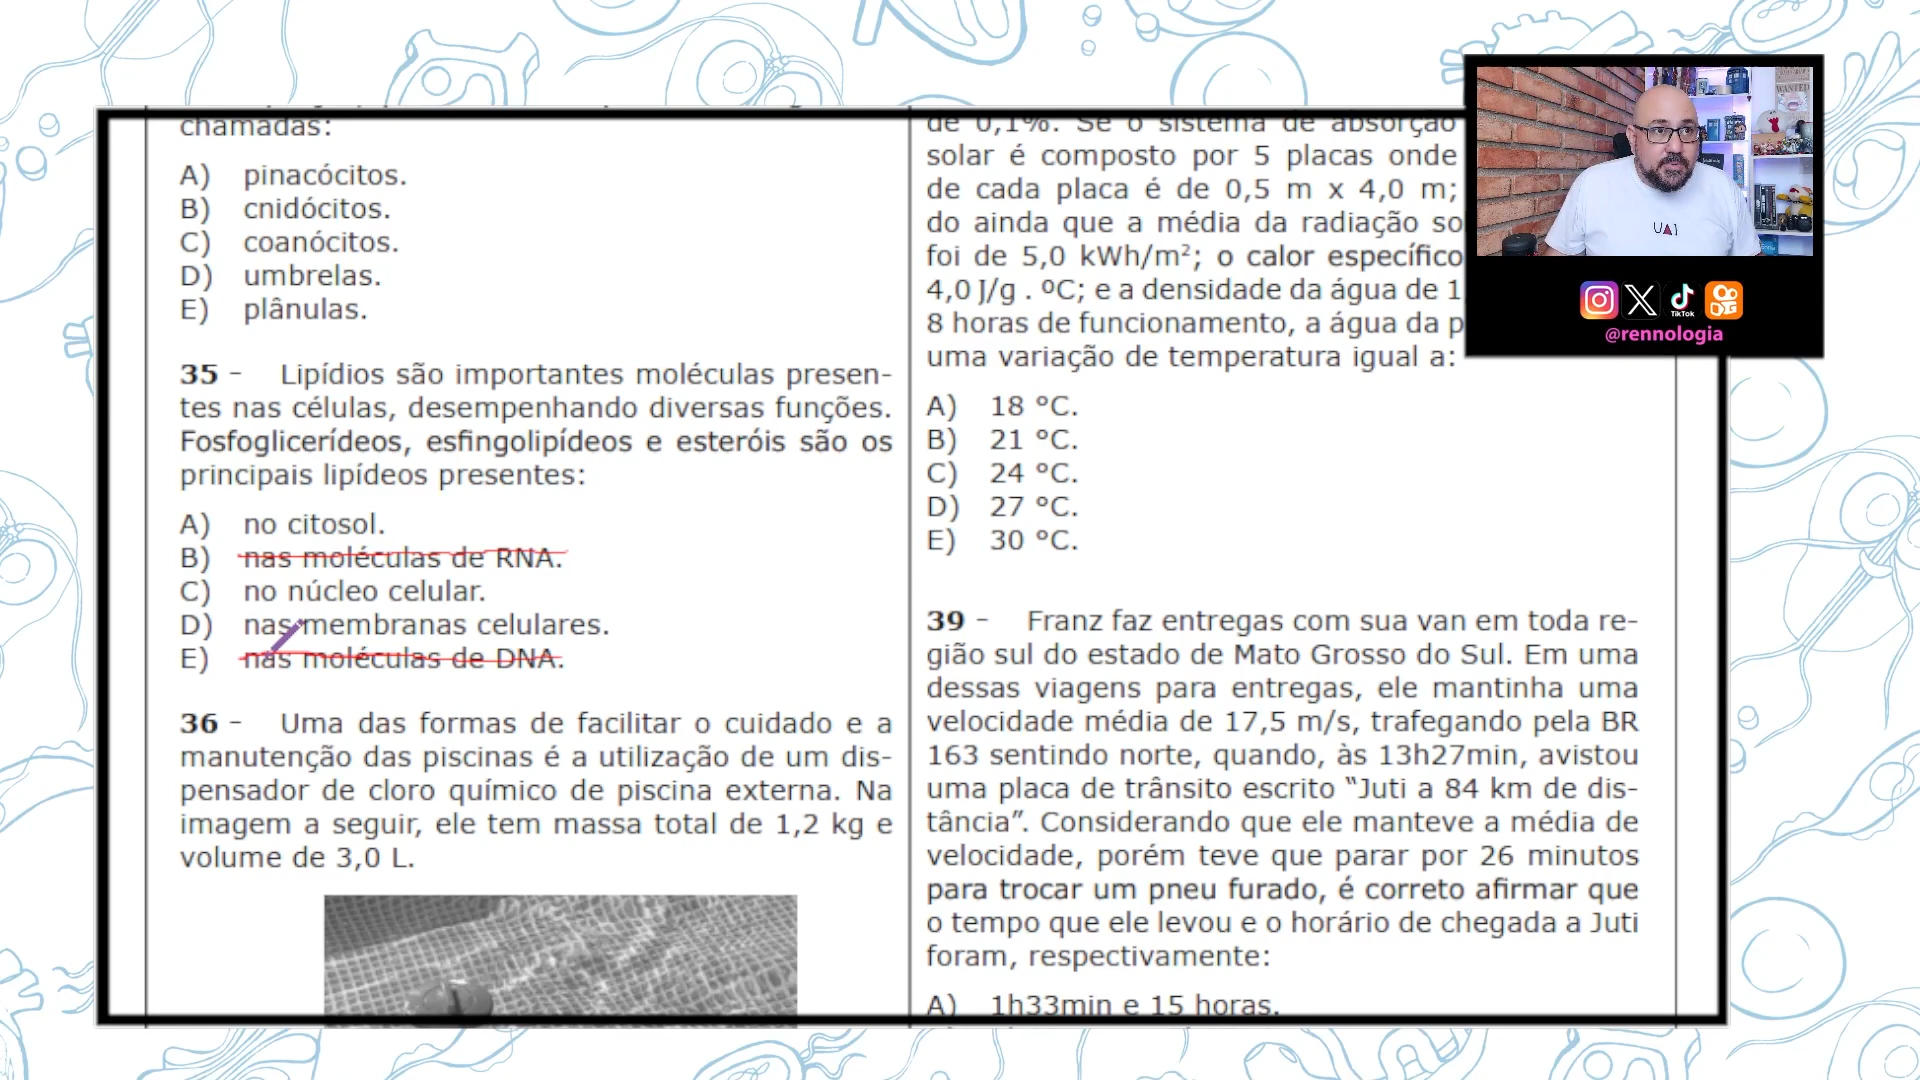 chamadas:
A) pinacócitos.
B) cnidócitos.
C) coanócitos.
D) umbrelas.
E) plânulas.
35 - Lipídios são importantes moléculas presen-
tes nas células, desempenhando diversas funções.
Fosfoglicerídeos, esfingolipídeos e esteróis são os
principais lipídeos presentes:
A) no citosol.
B) nas moléculas de RNA.
C) no núcleo celular.
D) nas membranas celulares.
E) nas moléculas de DNA.
36 - Uma das formas de facilitar o cuidado e a
manutenção das piscinas é a utilização de um dis-
pensador de cloro químico de piscina externa. Na
imagem a seguir, ele tem massa total de 1,2 kg e
volume de 3,0 L.
de 0,1%. Se o sistema de absorção
solar é composto por 5 placas onde
de cada placa é de 0,5 m x 4,0 m;
do ainda que a média da radiação so
foi de 5,0 kWh/m²; o calor específico
4,0 J/g . ºC; e a densidade da água de 1
8 horas de funcionamento, a água da p
uma variação de temperatura igual a:
A) 18 °C.
B) 21 °C.
C) 24 °C.
D) 27 °C.
E) 30 °C.
39 - Franz faz entregas com sua van em toda re-
gião sul do estado de Mato Grosso do Sul. Em uma
dessas viagens para entregas, ele mantinha uma
velocidade média de 17,5 m/s, trafegando pela BR
163 sentindo norte, quando, às 13h27min, avistou
uma placa de trânsito escrito “Juti a 84 km de dis-
tância”. Considerando que ele manteve a média de
velocidade, porém teve que parar por 26 minutos
para trocar um pneu furado, é correto afirmar que
o tempo que ele levou e o horário de chegada a Juti
foram, respectivamente:
A) 1h33min e 15 horas.
WANTED
UAI
TikTok
@rennologia